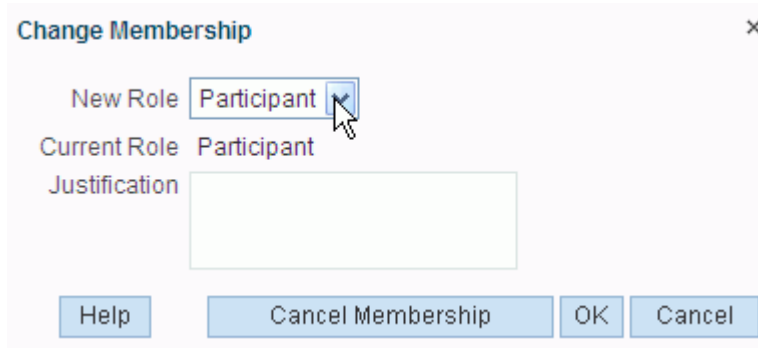 Change Membership
New Role Participant
Current Role Participant
Justification
Help Cancel Membership OK Cancel